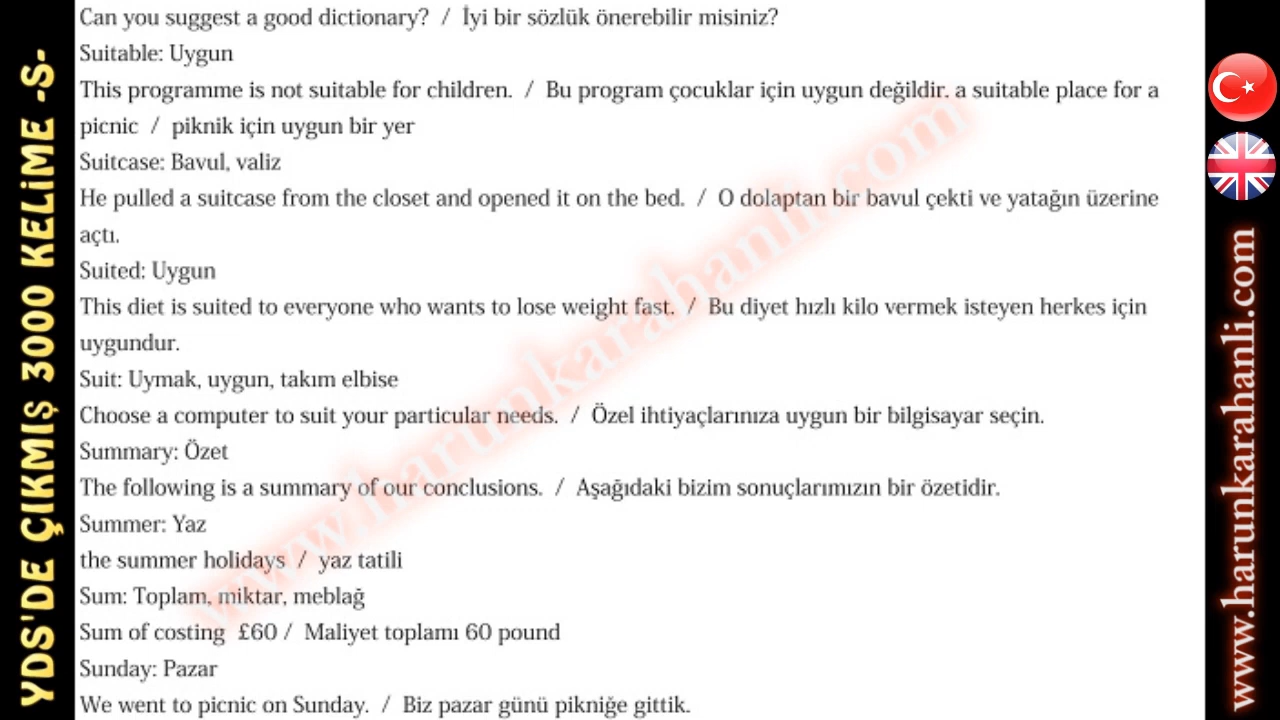 YDS'DE ÇIKMIŞ 3000 KELİME -S-
Can you suggest a good dictionary? / İyi bir sözlük önerebilir misiniz?
Suitable: Uygun
This programme is not suitable for children. / Bu program çocuklar için uygun değildir. a suitable place for a
picnic / piknik için uygun bir yer
Suitcase: Bavul, valiz
He pulled a suitcase from the closet and opened it on the bed. / O dolaptan bir bavul çekti ve yatağın üzerine
açtı.
Suited: Uygun
This diet is suited to everyone who wants to lose weight fast. / Bu diyet hızlı kilo vermek isteyen herkes için
uygundur.
Suit: Uymak, uygun, takım elbise
Choose a computer to suit your particular needs. / Özel ihtiyaçlarınıza uygun bir bilgisayar seçin.
Summary: Özet
The following is a summary of our conclusions. / Aşağıdaki bizim sonuçlarımızın bir özetidir.
Summer: Yaz
the summer holidays / yaz tatili
Sum: Toplam, miktar, meblağ
Sum of costing £60 / Maliyet toplamı 60 pound
Sunday: Pazar
We went to picnic on Sunday. / Biz pazar günü pikniğe gittik.
www.harunkarahanli.com
www.harunkarahanli.com